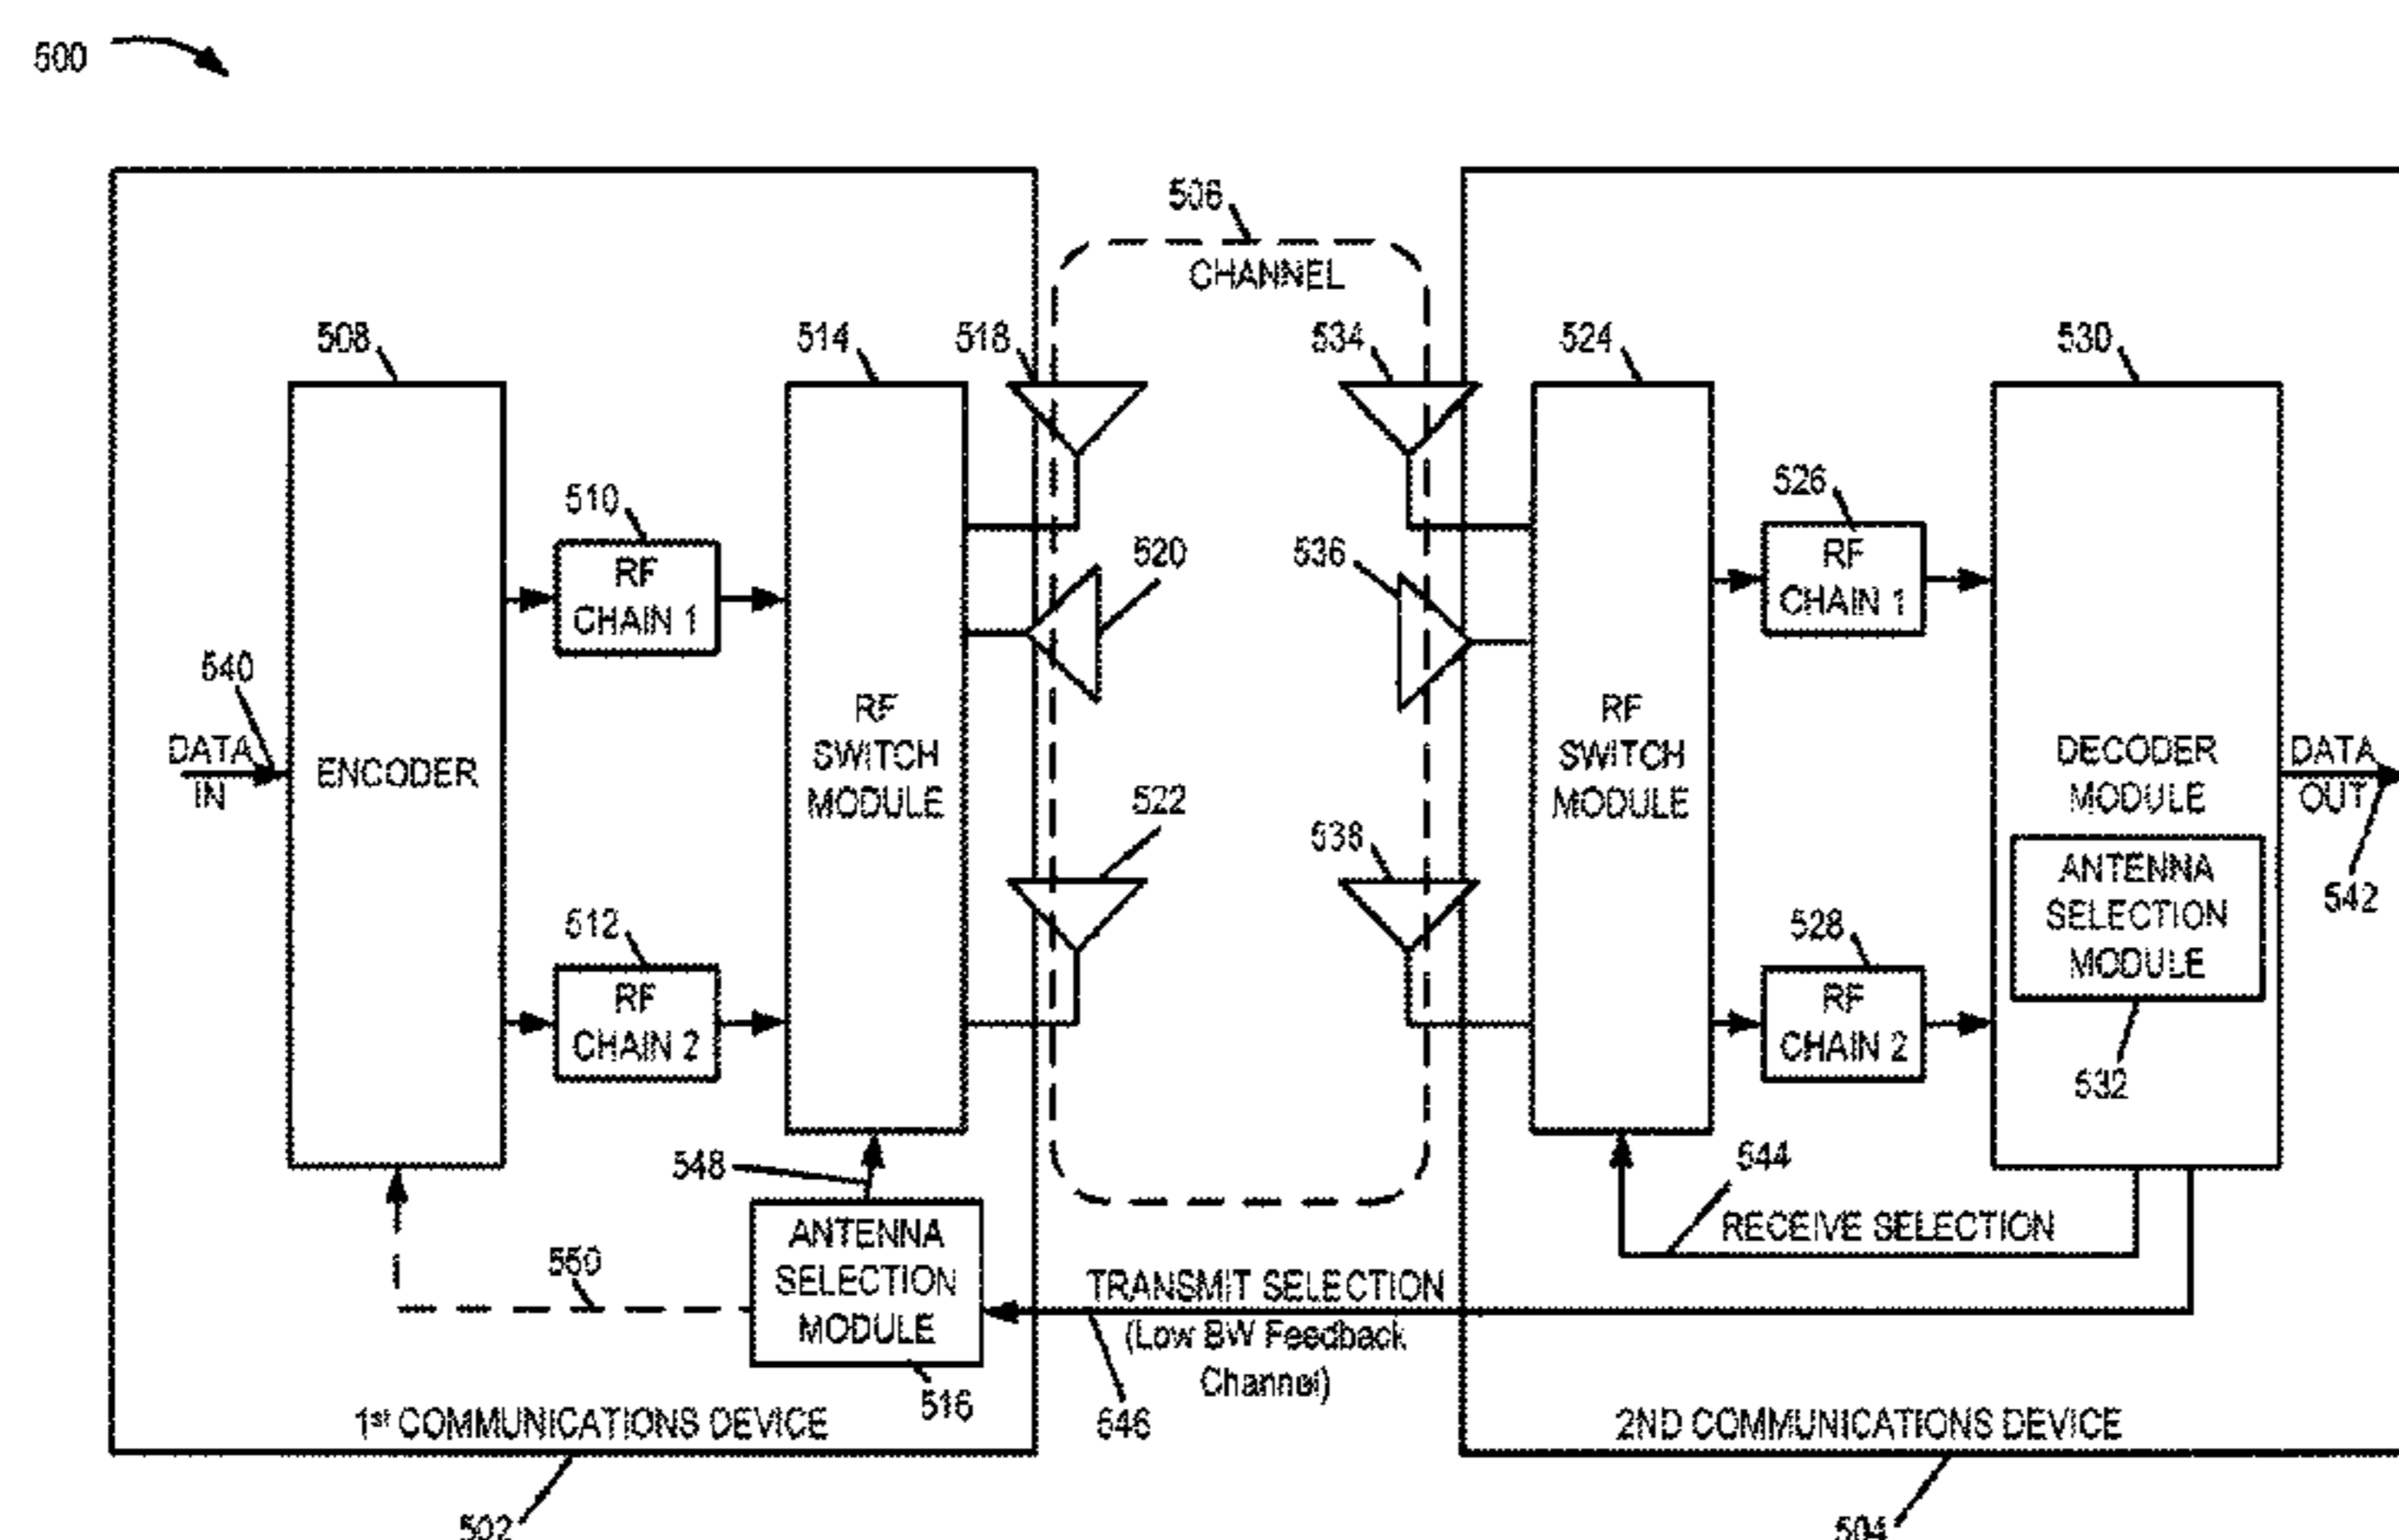 500
506
CHANNEL
508
514
518
534
524
530
510
RF
CHAIN 1
520
536
526
RF
CHAIN 1
540
DATA
IN
ENCODER
RF
SWITCH
MODULE
RF
SWITCH
MODULE
DECODER
MODULE
DATA
OUT
542
522
538
ANTENNA
SELECTION
MODULE
532
512
RF
CHAIN 2
528
RF
CHAIN 2
548
544
RECEIVE SELECTION
550
ANTENNA
SELECTION
MODULE
516
TRANSMIT SELECTION
(Low BW Feedback
Channel)
546
1st COMMUNICATIONS DEVICE
2ND COMMUNICATIONS DEVICE
502
504